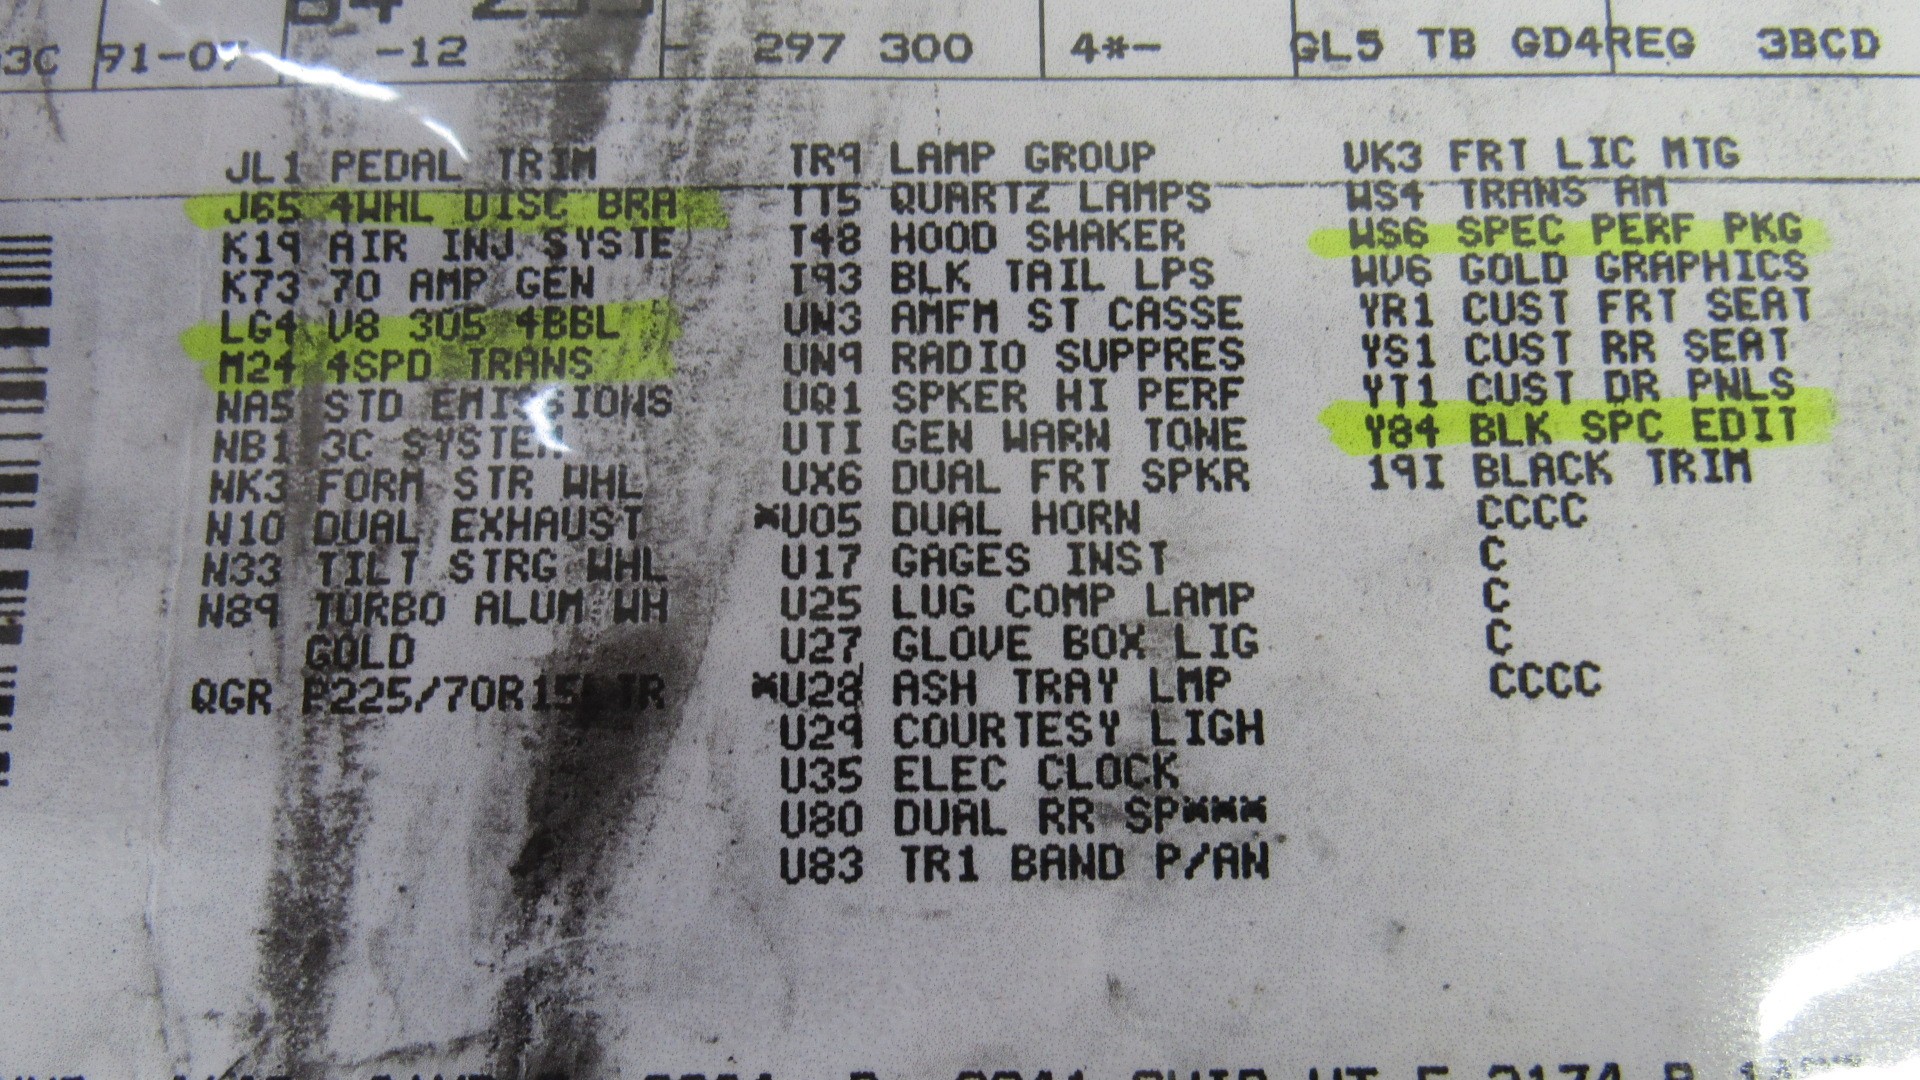 3C 91-07 -12 - 297 300 4*- GL5 TB GD4REG 3BCD
JL1 PEDAL TRIM
J65 4WHL DISC BRA
K19 AIR INJ SYSTE
K73 70 AMP GEN
LG4 V8 305 4BBL
M24 4SPD TRANS
NA5 STD EMISSIONS
NB1 3C SYSTEM
NK3 FORM STR WHL
N10 DUAL EXHAUST
N33 TILT STRG WHL
N89 TURBO ALUM WH
GOLD
QGR P225/70R15 TR
TR9 LAMP GROUP
TT5 QUARTZ LAMPS
T48 HOOD SHAKER
T93 BLK TAIL LPS
UN3 AMFM ST CASSE
UN9 RADIO SUPPRES
UQ1 SPKER HI PERF
UTI GEN WARN TONE
UX6 DUAL FRT SPKR
*U05 DUAL HORN
U17 GAGES INST
U25 LUG COMP LAMP
U27 GLOVE BOX LIG
*U28 ASH TRAY LMP
U29 COURTESY LIGH
U35 ELEC CLOCK
U80 DUAL RR SP***
U83 TR1 BAND P/AN
VK3 FRT LIC MTG
WS4 TRANS AM
WS6 SPEC PERF PKG
WV6 GOLD GRAPHICS
YR1 CUST FRT SEAT
YS1 CUST RR SEAT
YT1 CUST DR PNLS
Y84 BLK SPC EDIT
19I BLACK TRIM
CCCC
C
C
C
CCCC